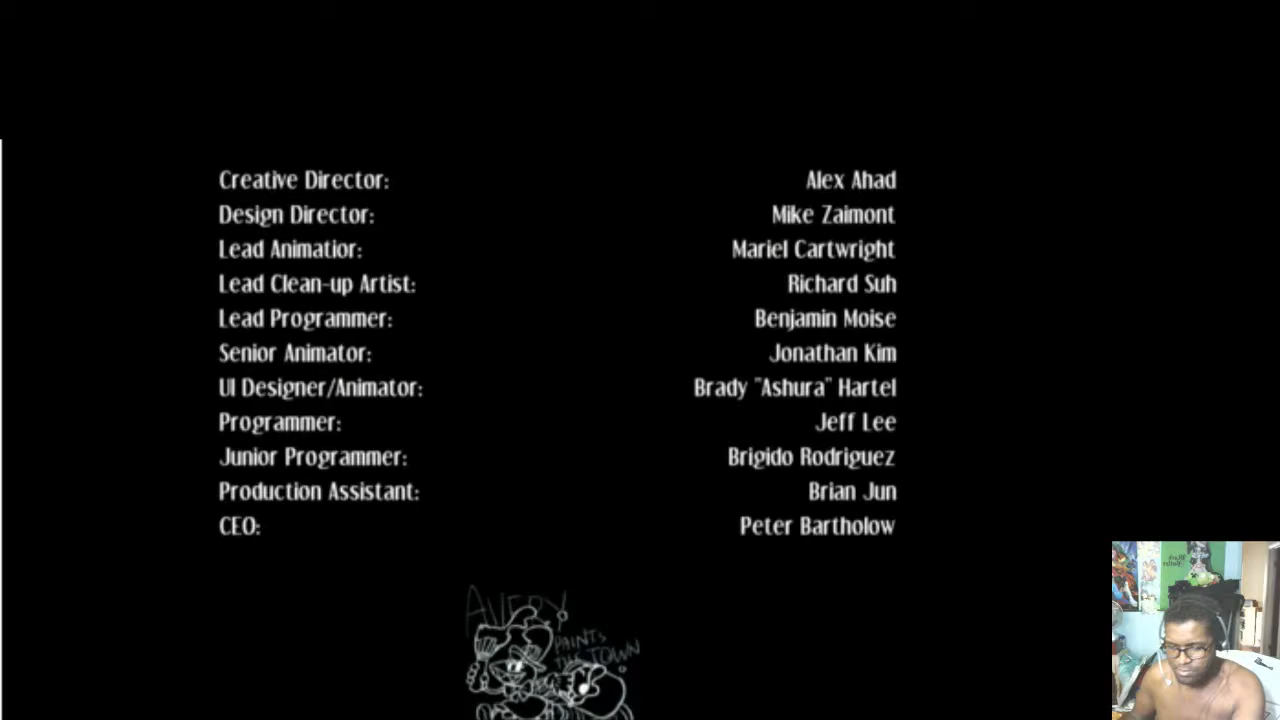 Creative Director: Alex Ahad
Design Director: Mike Zaimont
Lead Animatior: Mariel Cartwright
Lead Clean-up Artist: Richard Suh
Lead Programmer: Benjamin Moise
Senior Animator: Jonathan Kim
UI Designer/Animator: Brady "Ashura" Hartel
Programmer: Jeff Lee
Junior Programmer: Brigido Rodriguez
Production Assistant: Brian Jun
CEO: Peter Bartholow
AVERY
PAINTS
THE TOWN